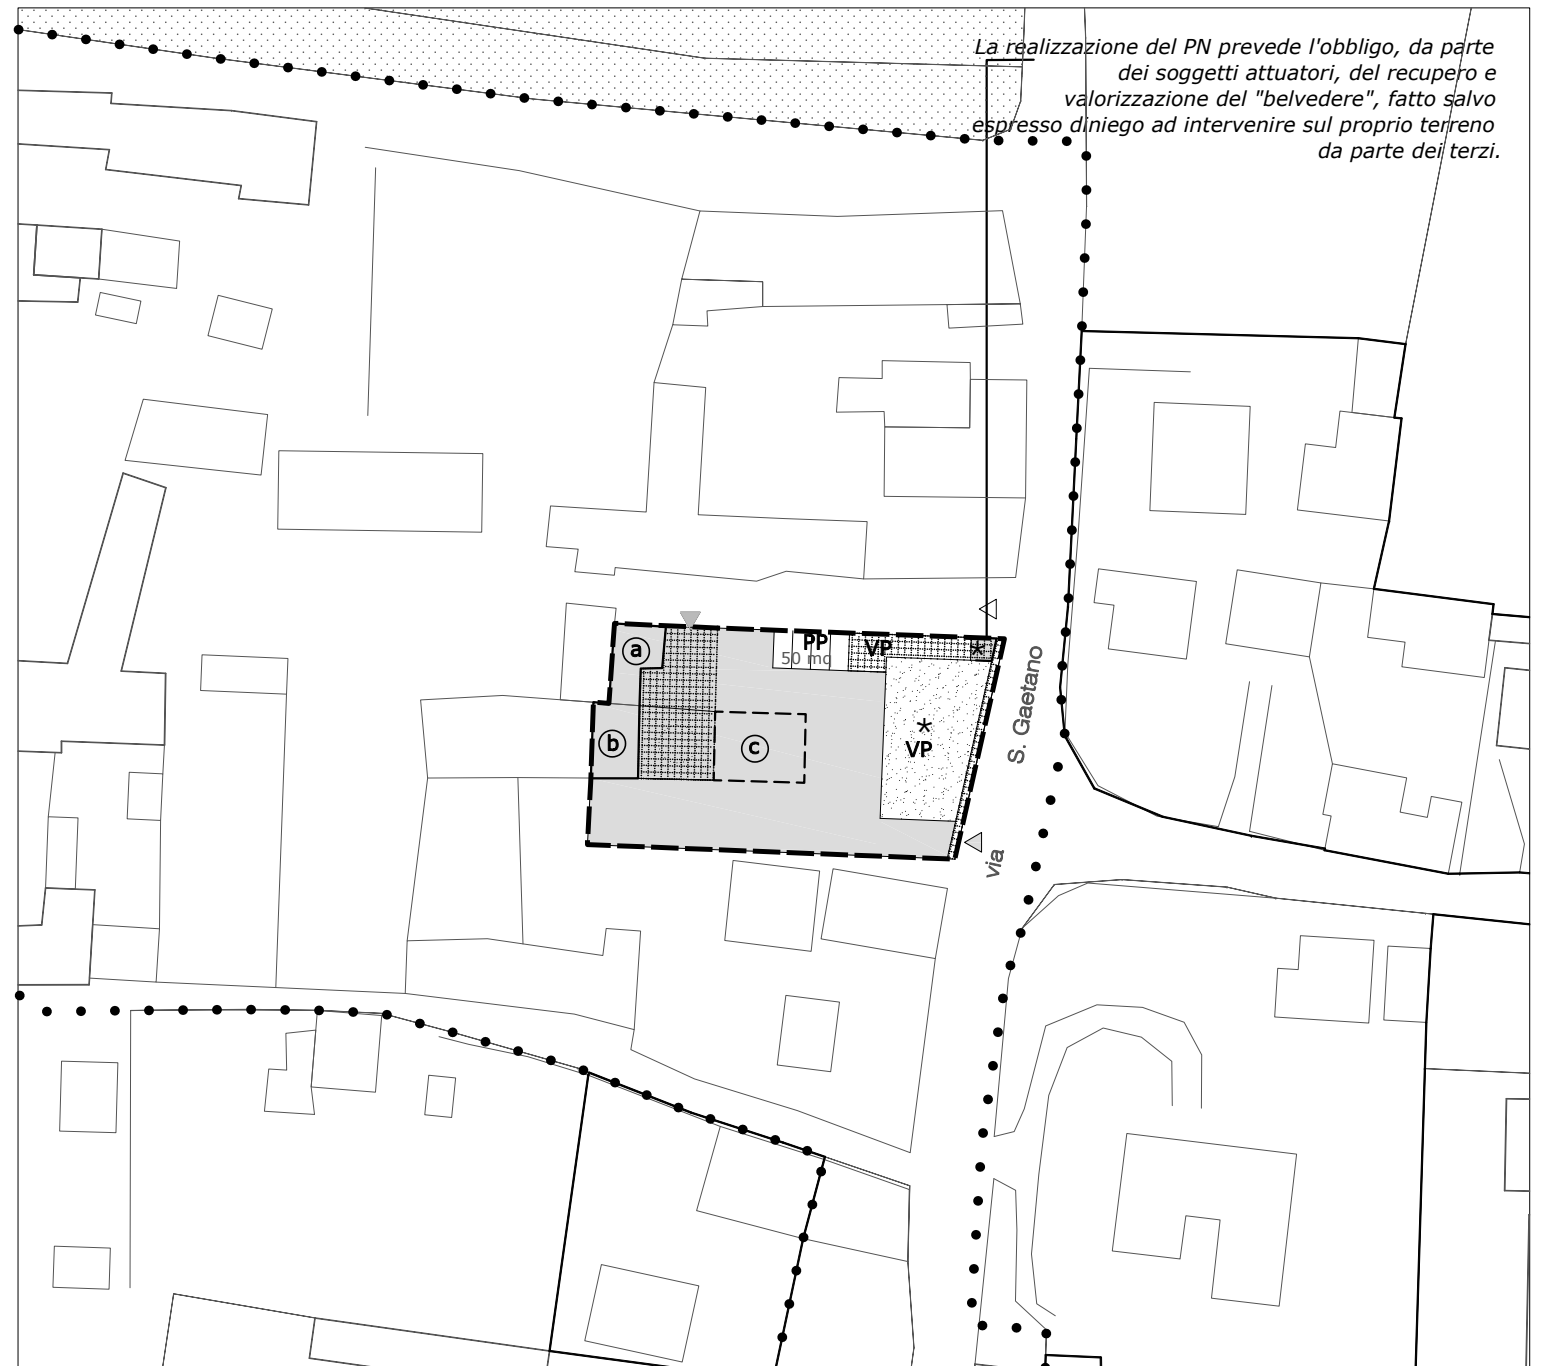 La realizzazione del PN prevede l'obbligo, da parte
dei soggetti attuatori, del recupero e
valorizzazione del "belvedere", fatto salvo
espresso diniego ad intervenire sul proprio terreno
da parte dei terzi.
a
PP
50 mq
VP
*
b
c
*
VP
via S. Gaetano